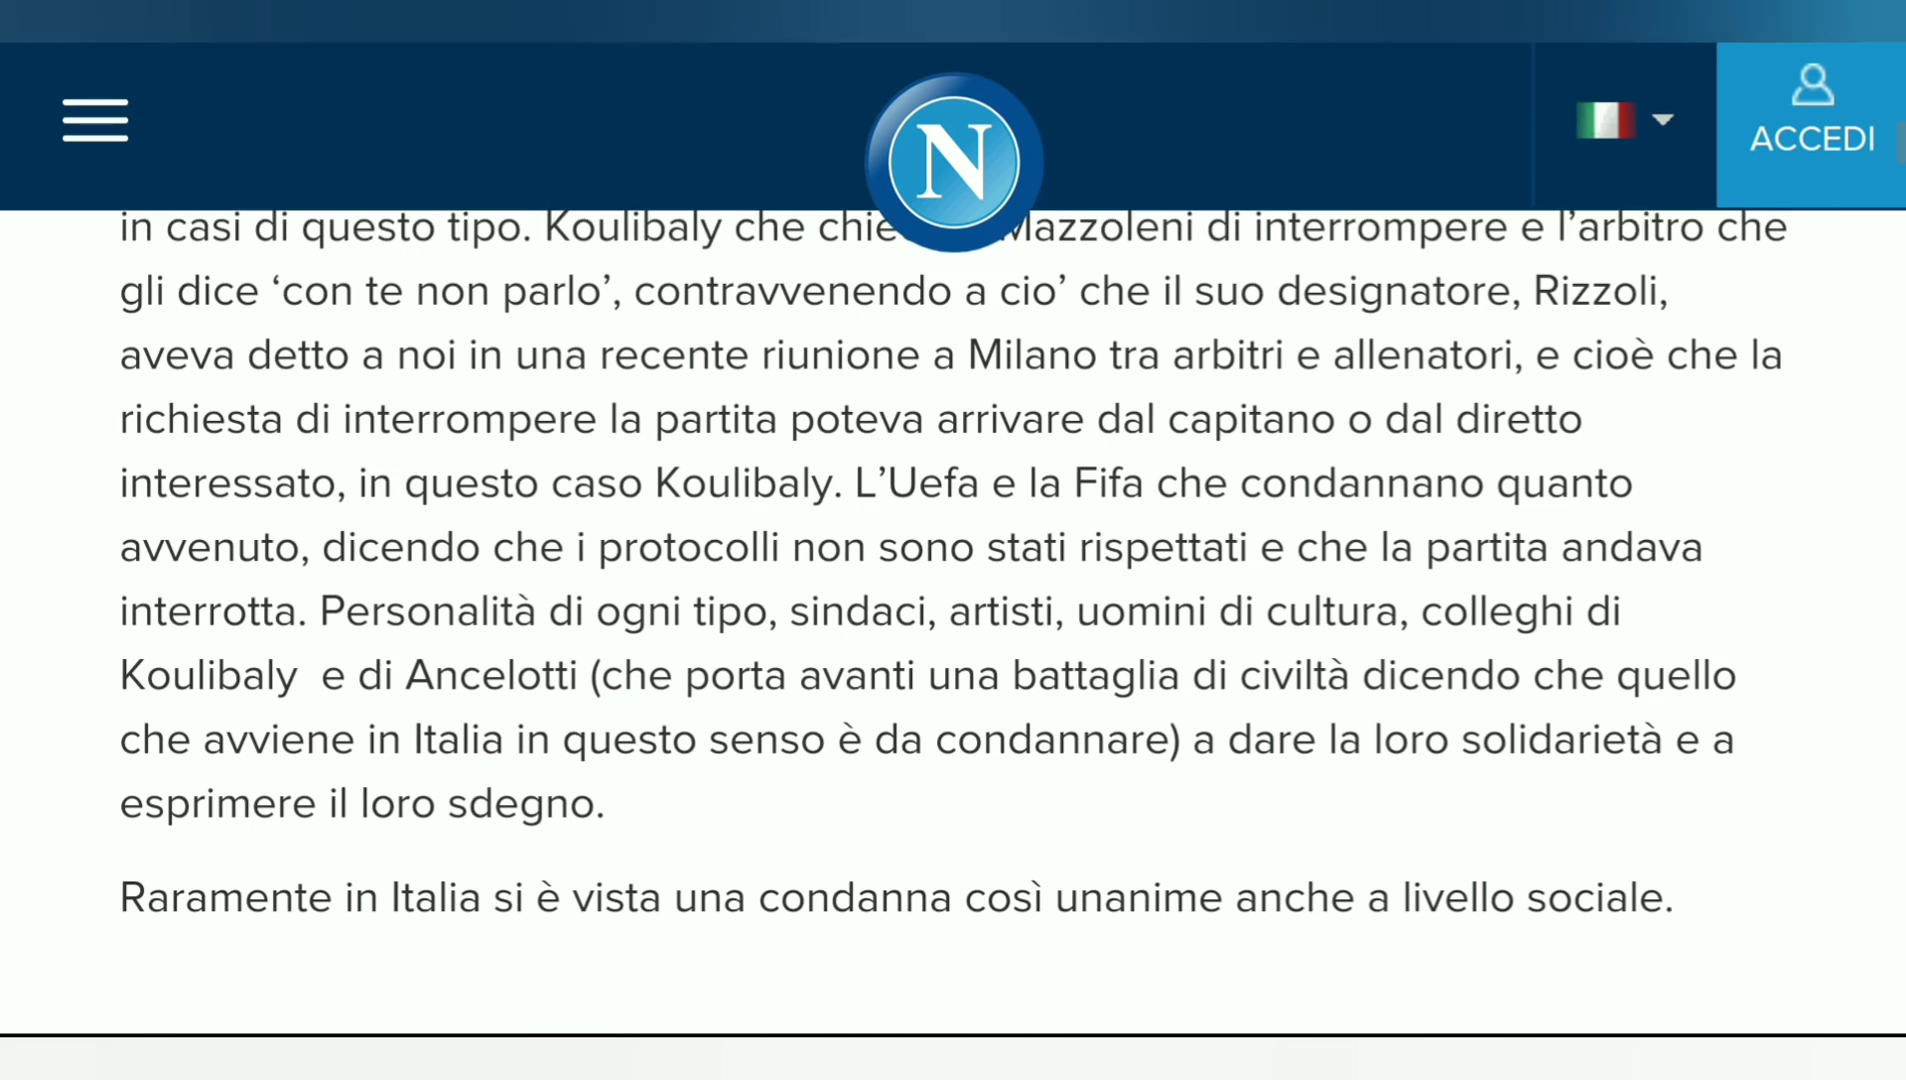 N
ACCEDI
in casi di questo tipo. Koulibaly che Mazzoleni di interrompere e l’arbitro che
gli dice ‘con te non parlo’, contravvenendo a cio’ che il suo designatore, Rizzoli,
aveva detto a noi in una recente riunione a Milano tra arbitri e allenatori, e cioè che la
richiesta di interrompere la partita poteva arrivare dal capitano o dal diretto
interessato, in questo caso Koulibaly. L’Uefa e la Fifa che condannano quanto
avvenuto, dicendo che i protocolli non sono stati rispettati e che la partita andava
interrotta. Personalità di ogni tipo, sindaci, artisti, uomini di cultura, colleghi di
Koulibaly e di Ancelotti (che porta avanti una battaglia di civiltà dicendo che quello
che avviene in Italia in questo senso è da condannare) a dare la loro solidarietà e a
esprimere il loro sdegno.
Raramente in Italia si è vista una condanna così unanime anche a livello sociale.